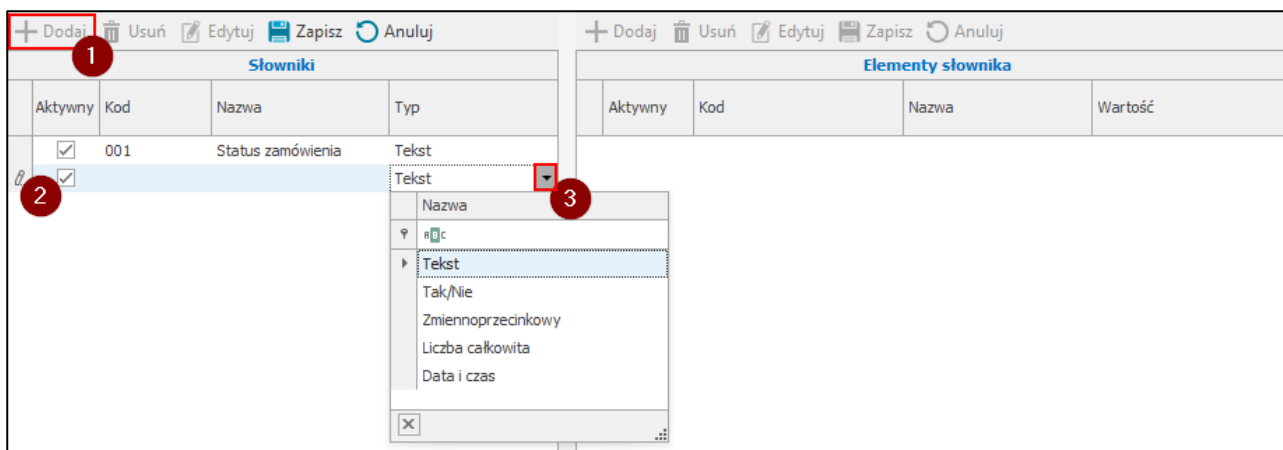 Dodaj Usuń Edytuj Zapisz Anuluj Dodaj Usuń Edytuj Zapisz Anuluj
1
Słowniki Elementy słownika
Aktywny Kod Nazwa Typ Aktywny Kod Nazwa Wartość
001 Status zamówienia Tekst
Tekst
2 3
Nazwa
ABC
Tekst
Tak/Nie
Zmiennoprzecinkowy
Liczba całkowita
Data i czas